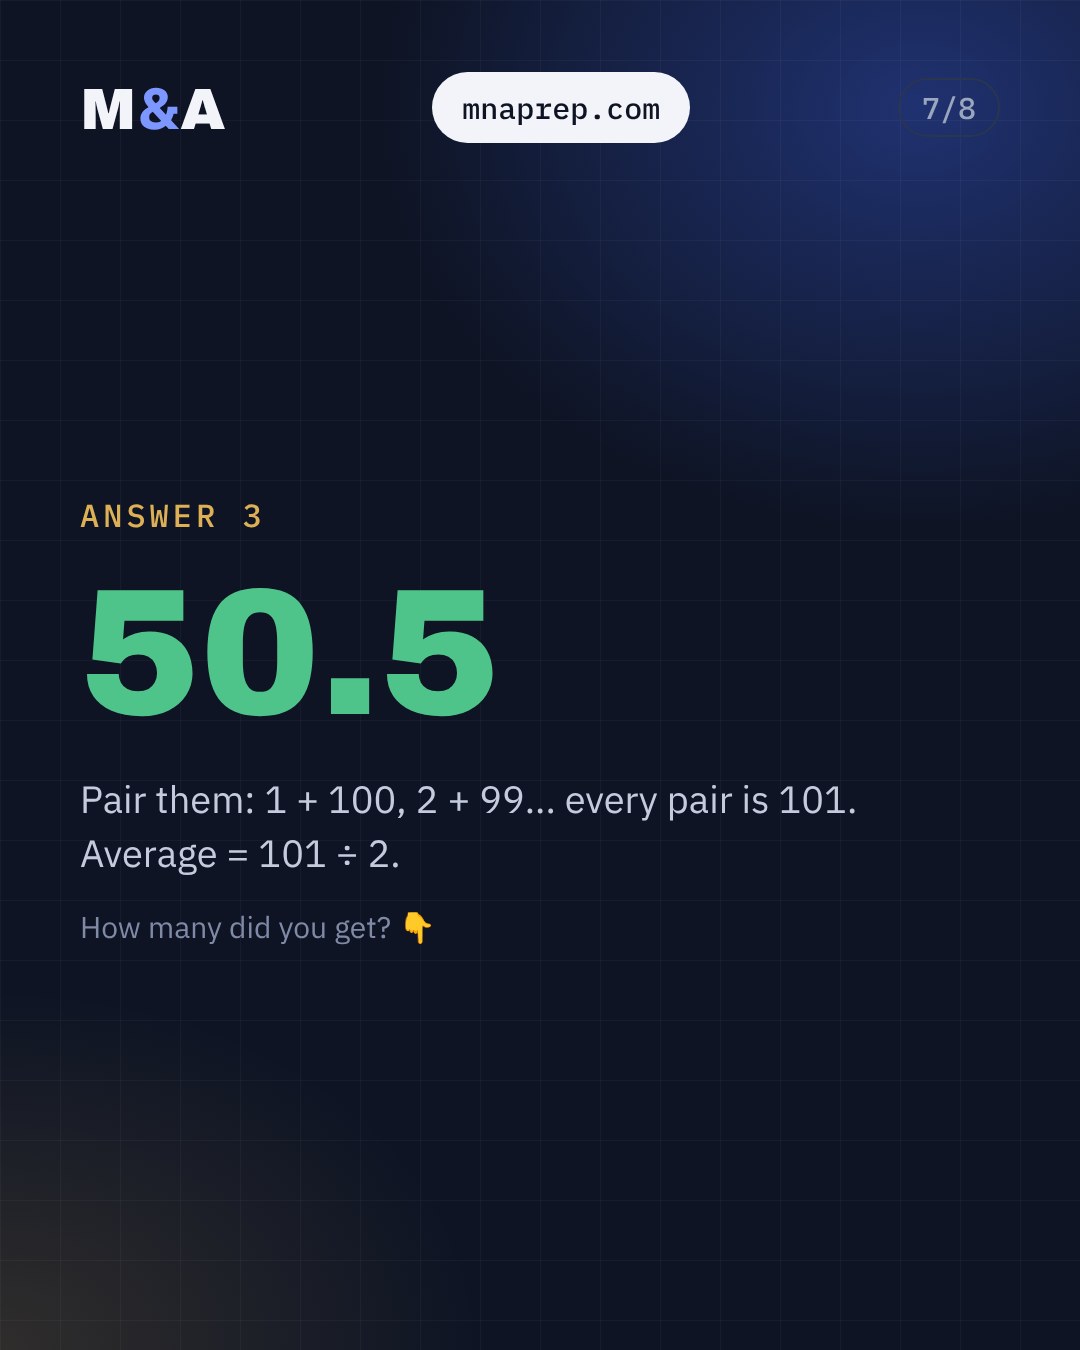 M&A
mnaprep.com
7/8
ANSWER 3
50.5
Pair them: 1 + 100, 2 + 99... every pair is 101.
Average = 101 ÷ 2.
How many did you get? 👇